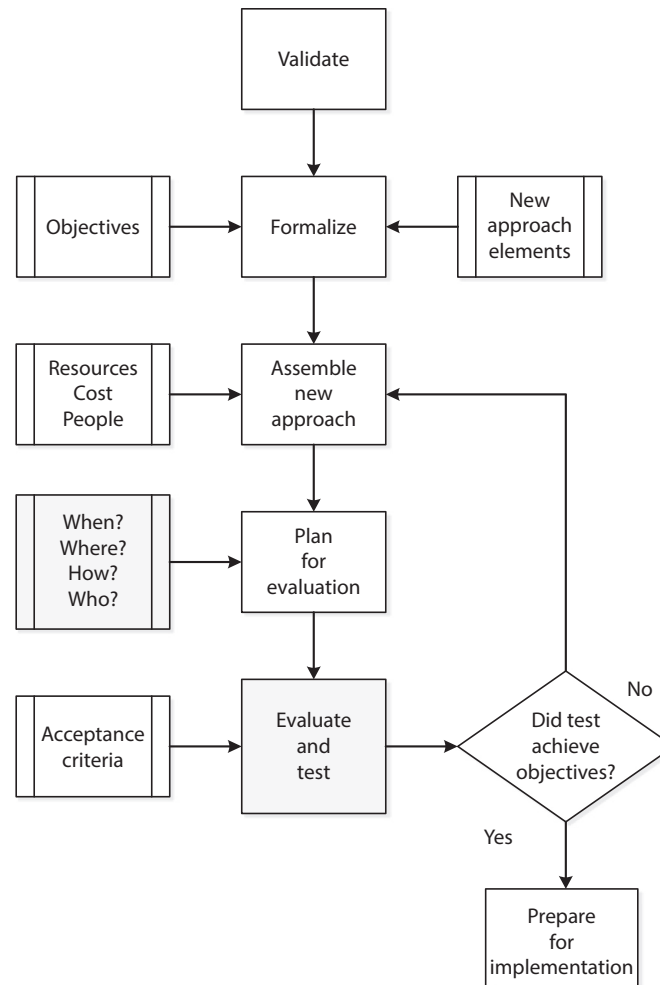 Validate
Objectives
Formalize
New
approach
elements
Resources
Cost
People
Assemble
new
approach
When?
Where?
How?
Who?
Plan
for
evaluation
Acceptance
criteria
Evaluate
and
test
Did test
achieve
objectives?
No
Yes
Prepare
for
implementation